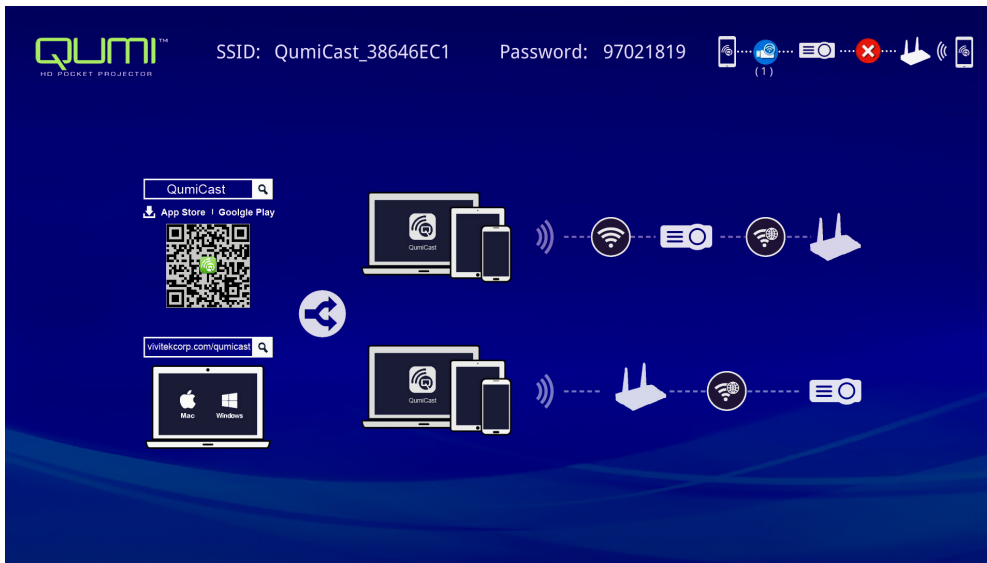 QUMI™
HD POCKET PROJECTOR
SSID: QumiCast_38646EC1 Password: 97021819
(1)
QumiCast
App Store | Goolgle Play
QumiCast
vivitekcorp.com/qumicast
Mac Windows
QumiCast